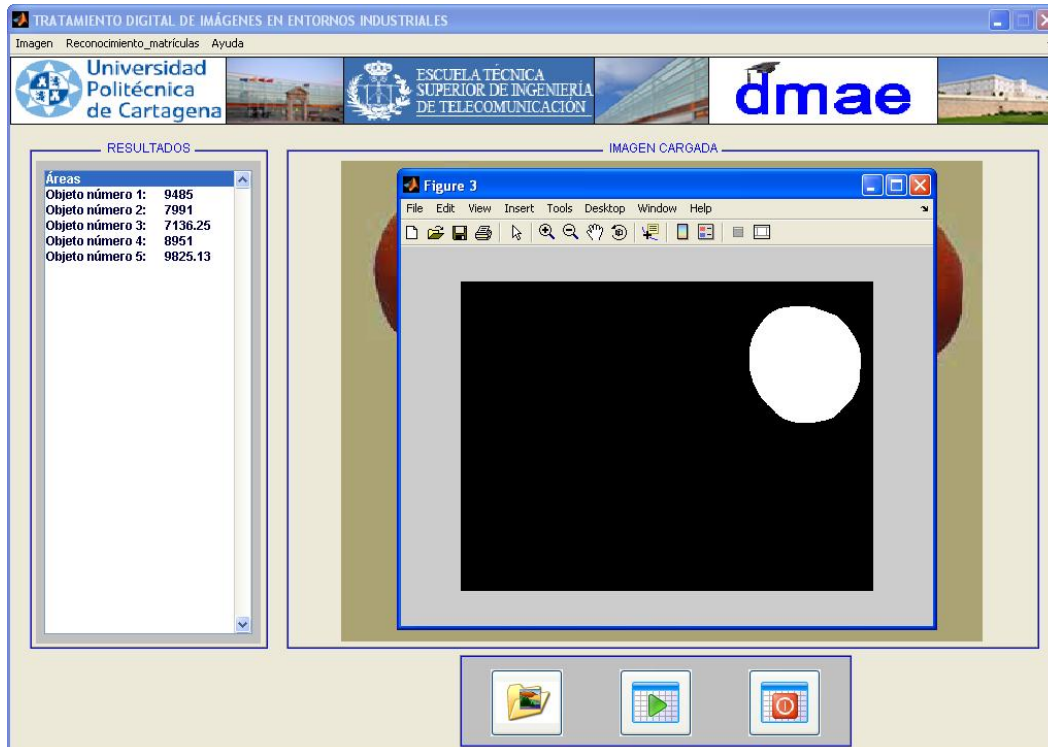 TRATAMIENTO DIGITAL DE IMÁGENES EN ENTORNOS INDUSTRIALES
Imagen Reconocimiento_matrículas Ayuda
Universidad
Politécnica
de Cartagena
ESCUELA TÉCNICA
SUPERIOR DE INGENIERÍA
DE TELECOMUNICACIÓN
dmae
RESULTADOS
Áreas
Objeto número 1: 9485
Objeto número 2: 7991
Objeto número 3: 7136.25
Objeto número 4: 8951
Objeto número 5: 9825.13
IMAGEN CARGADA
Figure 3
File Edit View Insert Tools Desktop Window Help